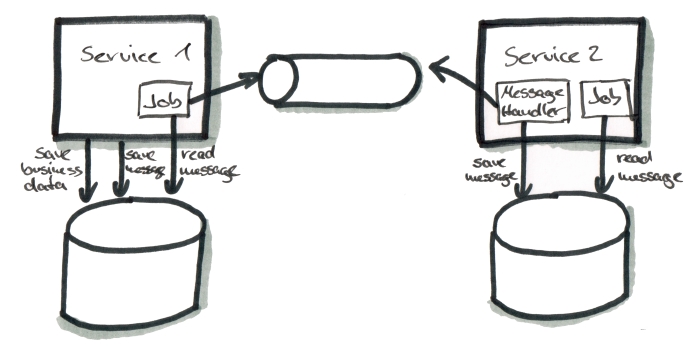 Service 1
Job
save
business
data
save
message
read
message
Service 2
Message
Handler
Job
save
message
read
message